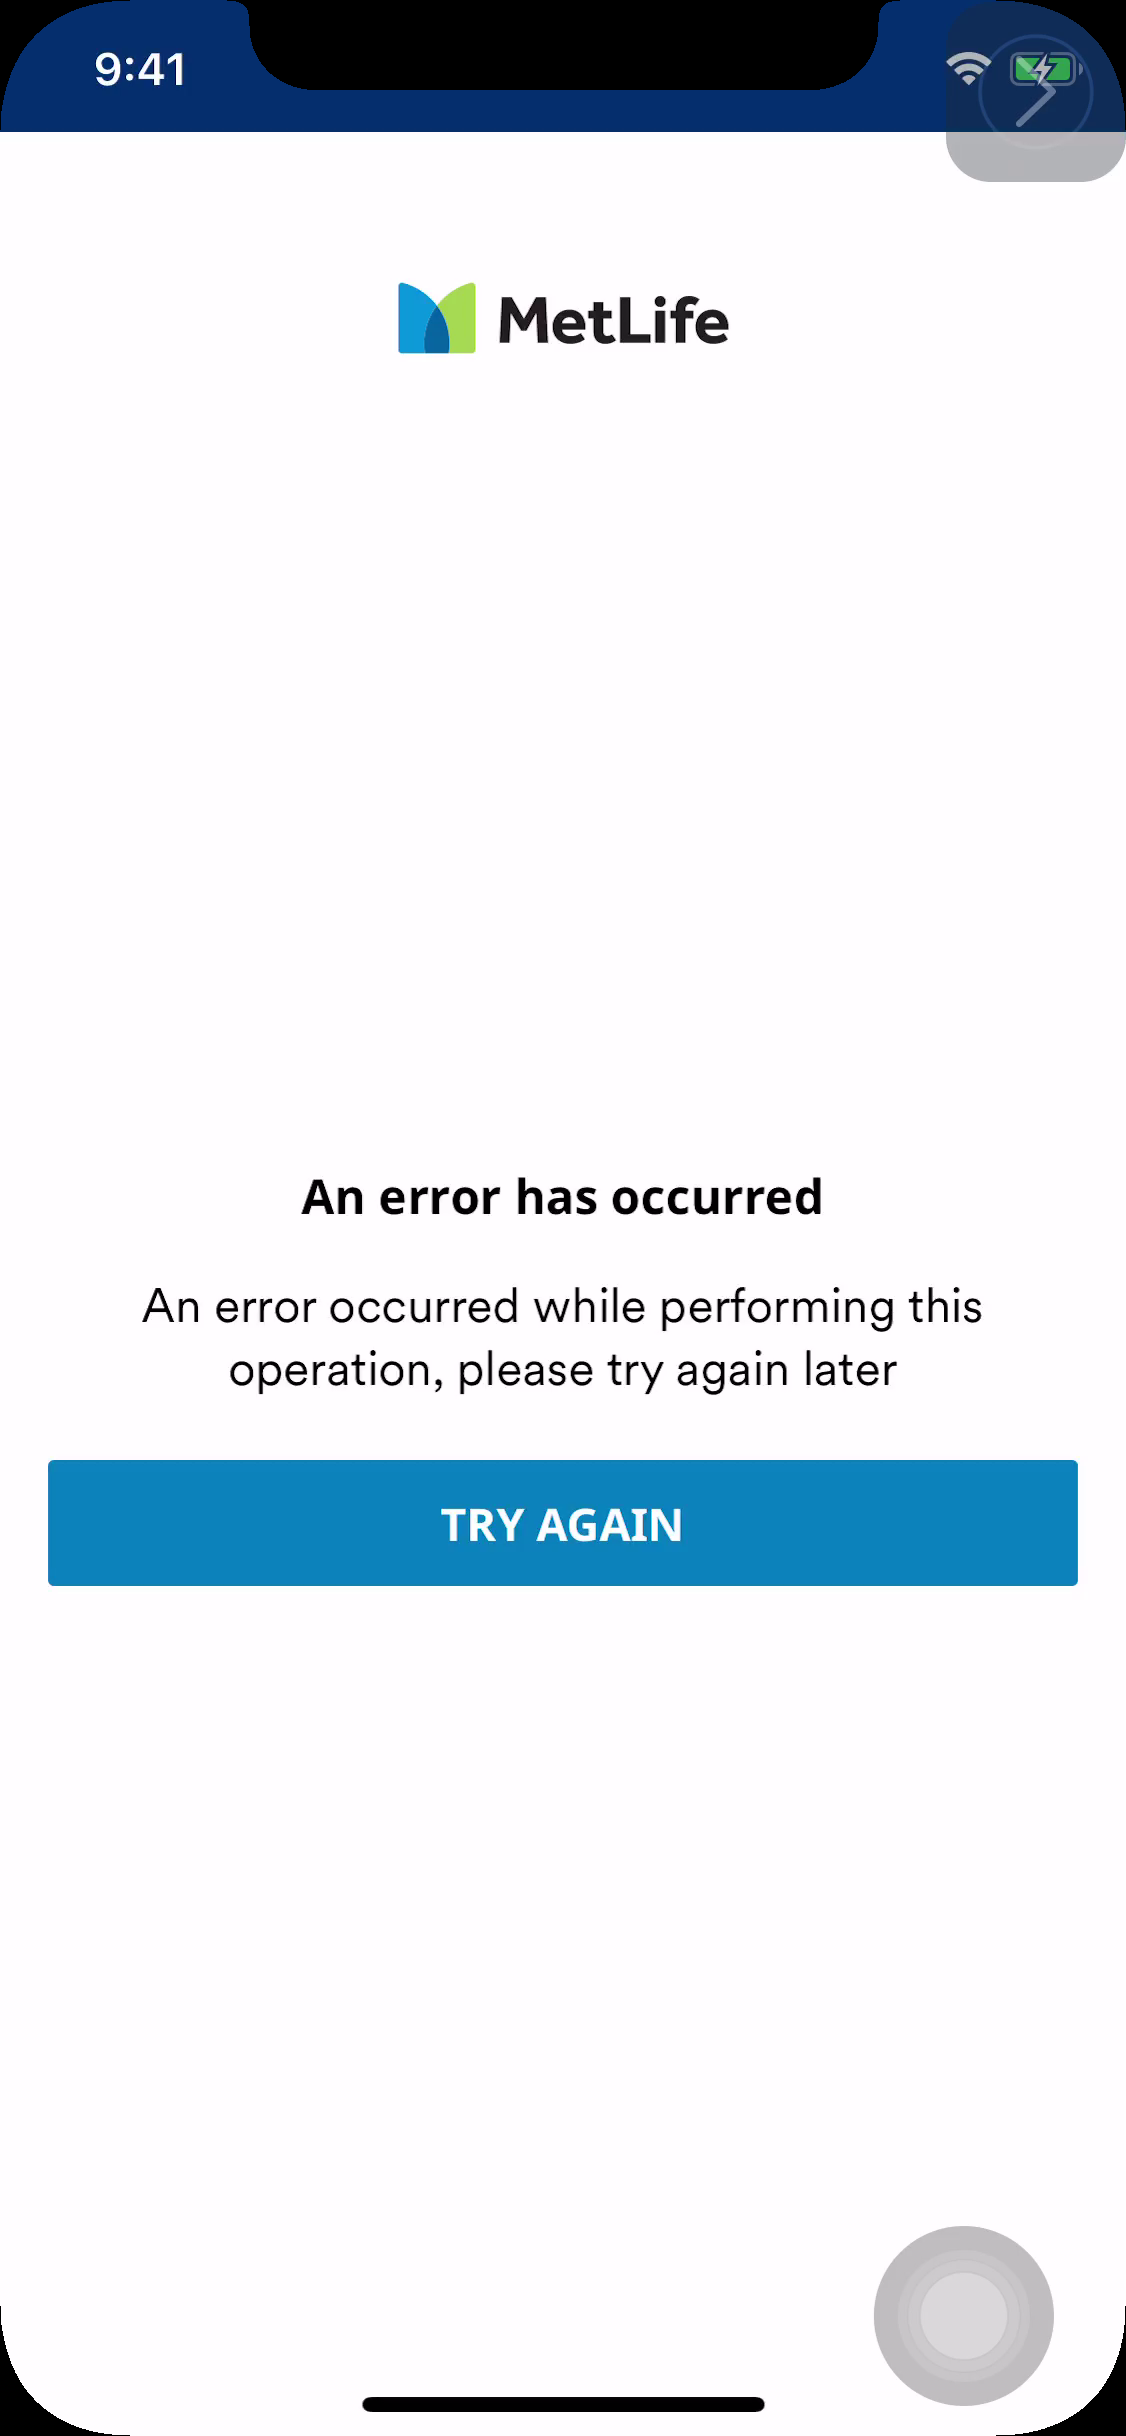 9:41
MetLife
An error has occurred
An error occurred while performing this
operation, please try again later
TRY AGAIN